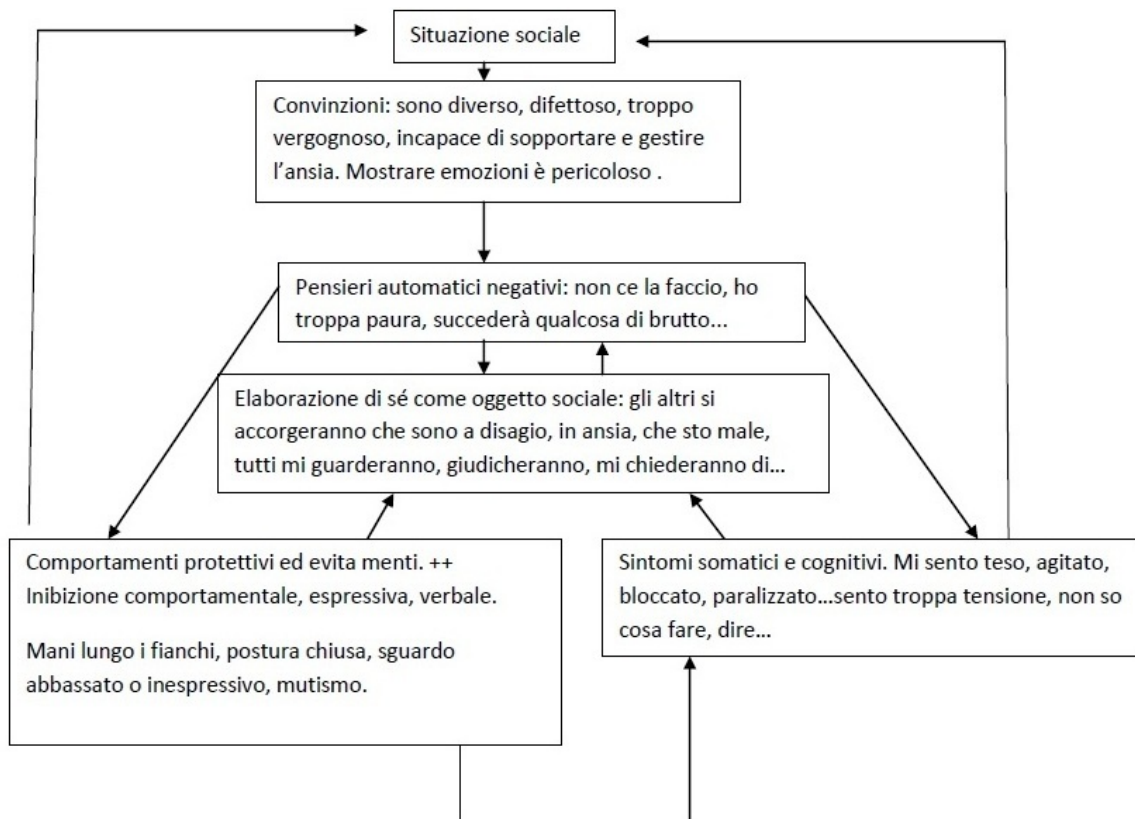 Situazione sociale
Convinzioni: sono diverso, difettoso, troppo
vergognoso, incapace di sopportare e gestire
l'ansia. Mostrare emozioni è pericoloso .
Pensieri automatici negativi: non ce la faccio, ho
troppa paura, succederà qualcosa di brutto...
Elaborazione di sé come oggetto sociale: gli altri si
accorgeranno che sono a disagio, in ansia, che sto male,
tutti mi guarderanno, giudicheranno, mi chiederanno di...
Comportamenti protettivi ed evita menti. ++
Inibizione comportamentale, espressiva, verbale.
Mani lungo i fianchi, postura chiusa, sguardo
abbassato o inespressivo, mutismo.
Sintomi somatici e cognitivi. Mi sento teso, agitato,
bloccato, paralizzato...sento troppa tensione, non so
cosa fare, dire...